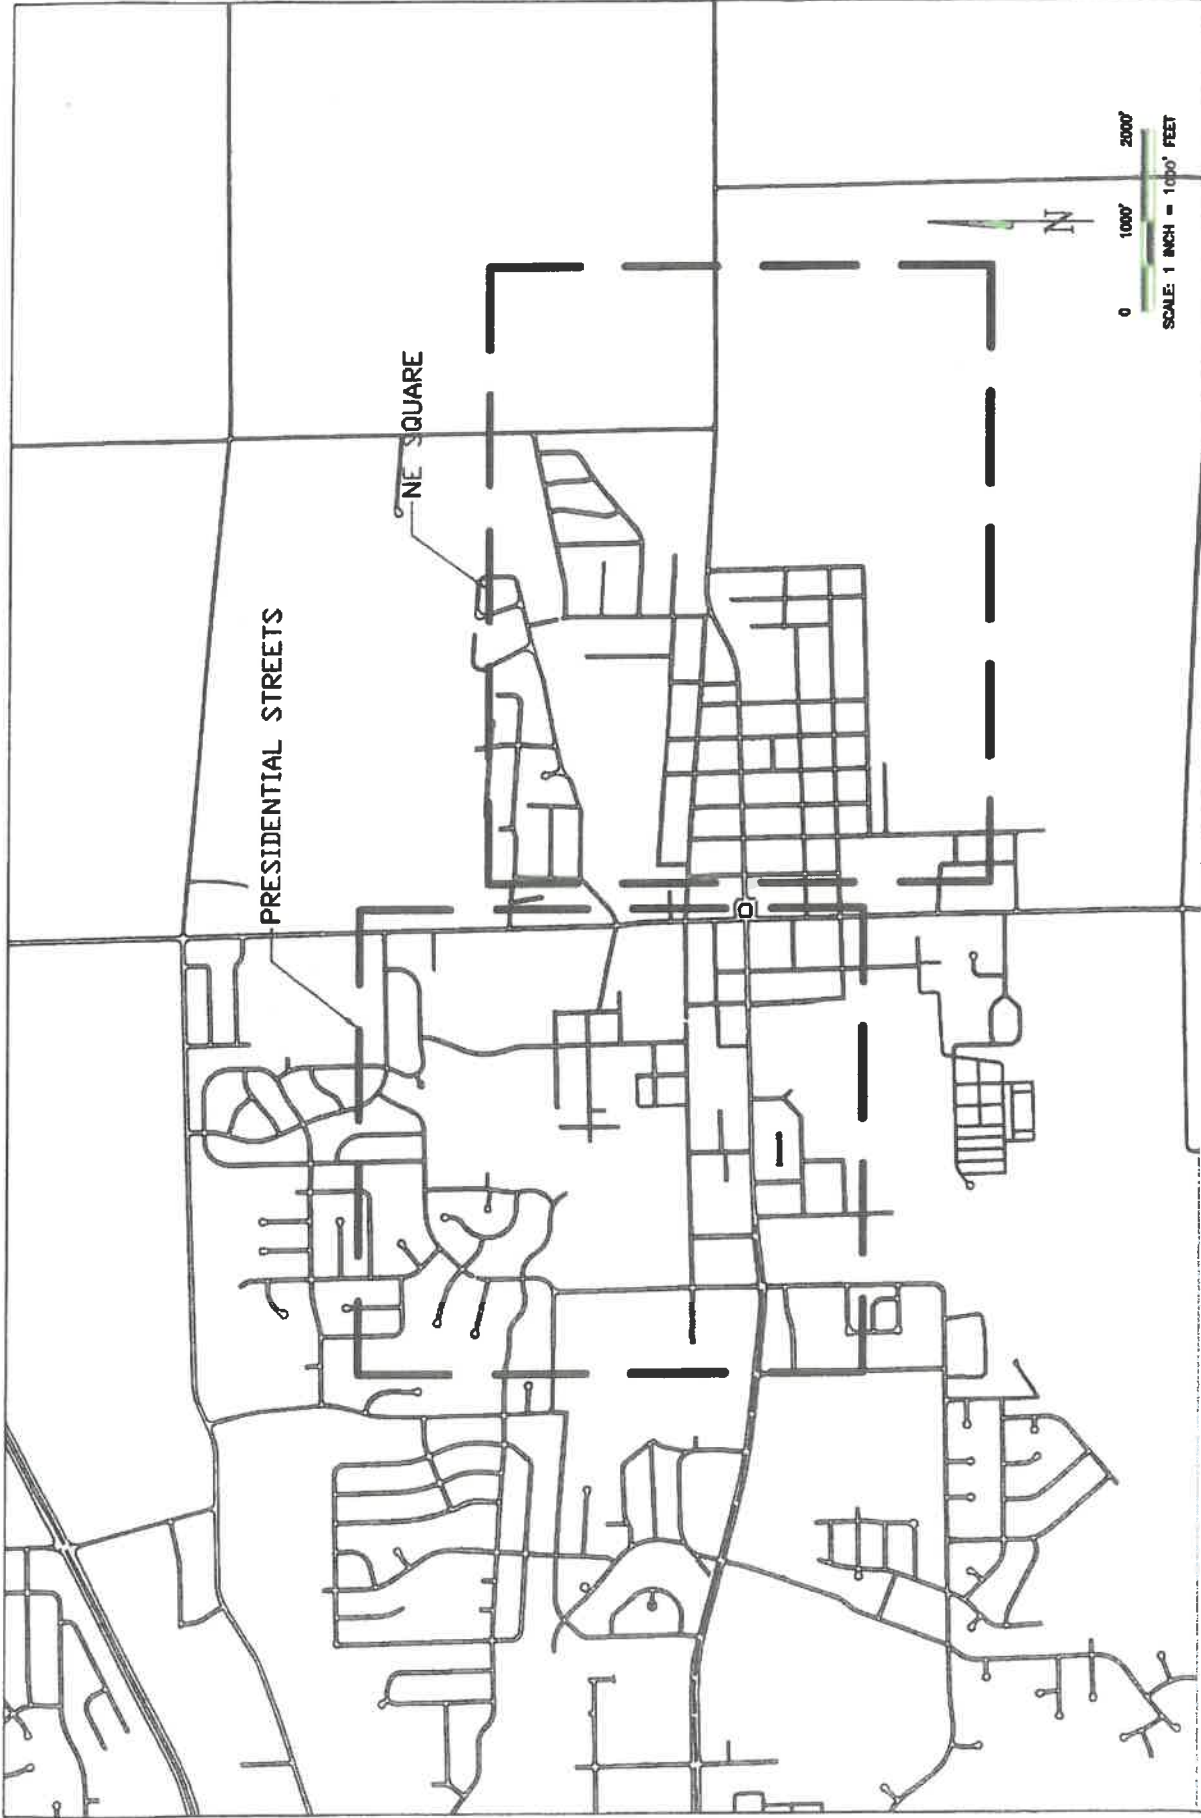 PRESIDENTIAL STREETS
NE SQUARE
N
0 1000' 2000'
SCALE: 1 INCH = 1000' FEET